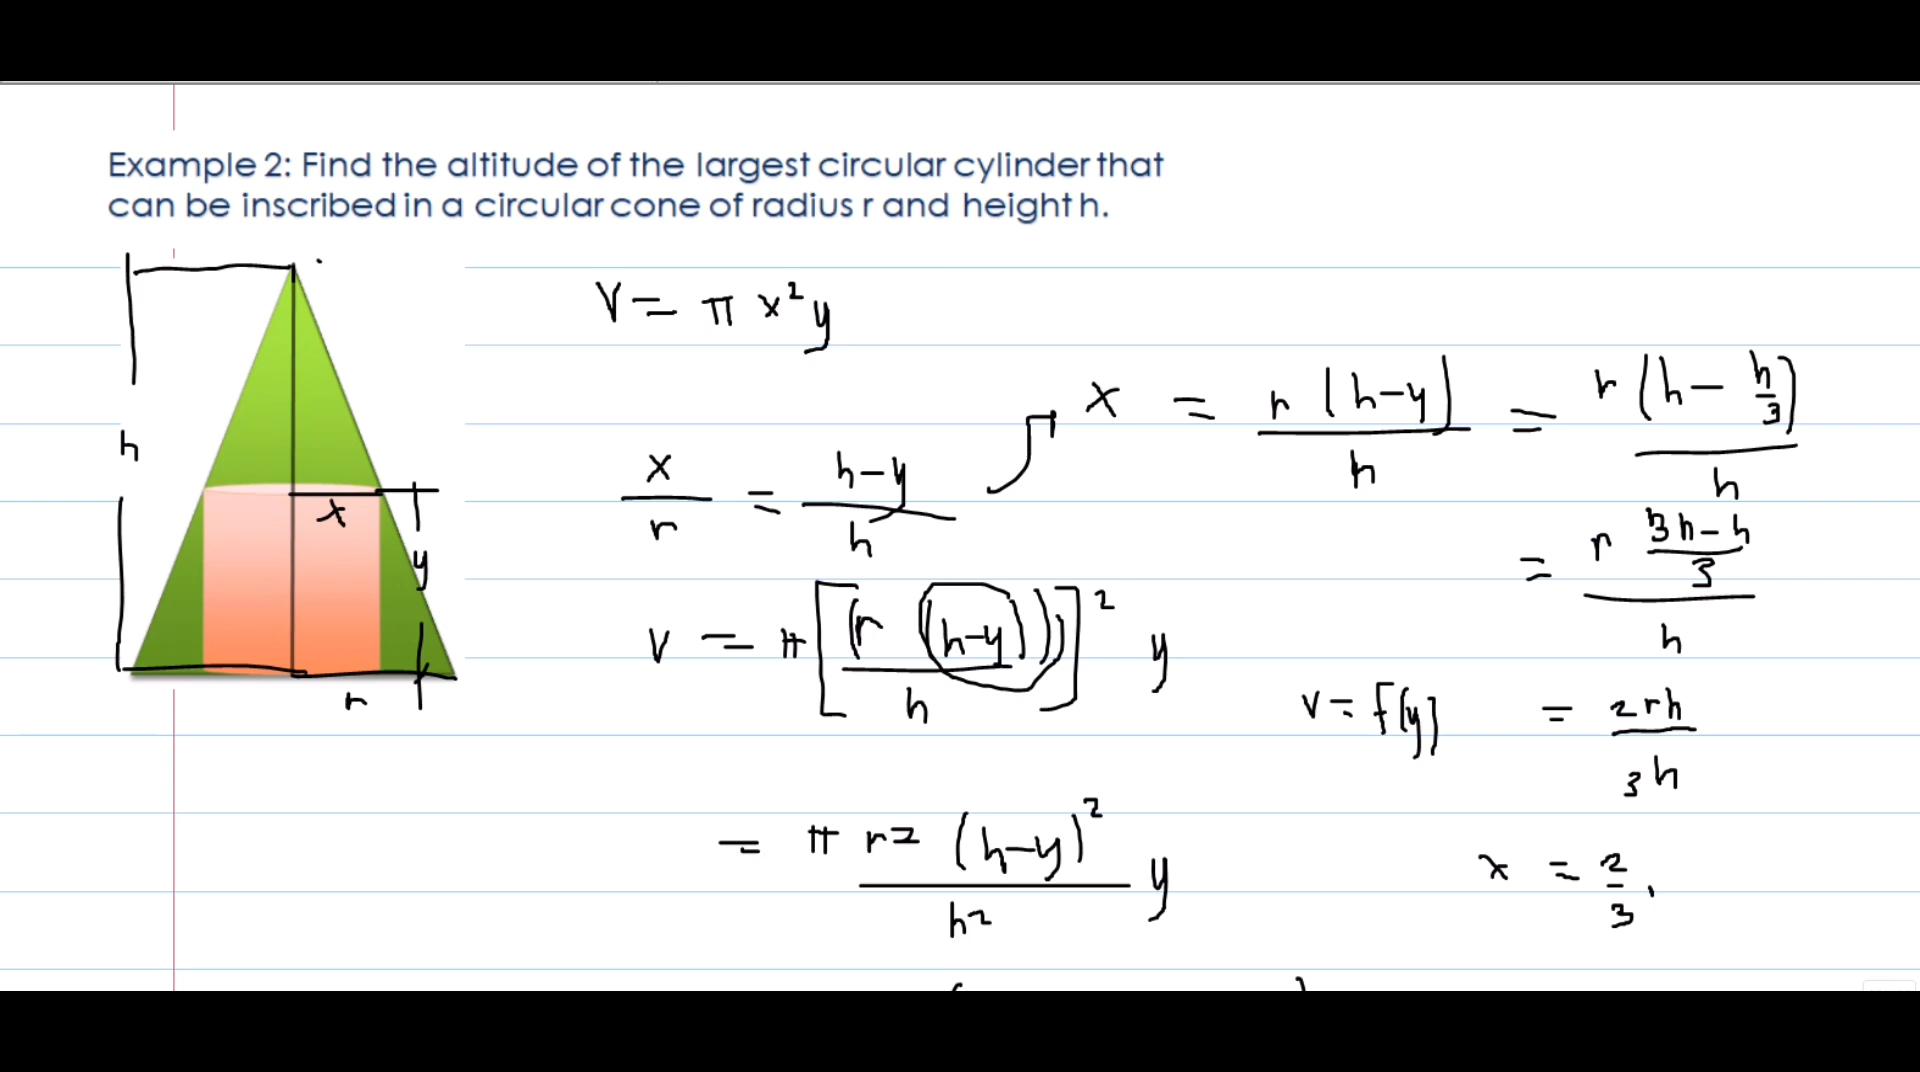 Example 2: Find the altitude of the largest circular cylinder that
can be inscribed in a circular cone of radius r and height h.
h
x
y
r
V = π x² y
x/r = (h-y)/h
x = r(h-y)/h = r(h - h/3)/h
= r (3h-h)/3 / h
= 2rh/3h
x = 2/3
V = π [(r (h-y))/h]² y
V = f(y)
= π r2 (h-y)²/h2 y